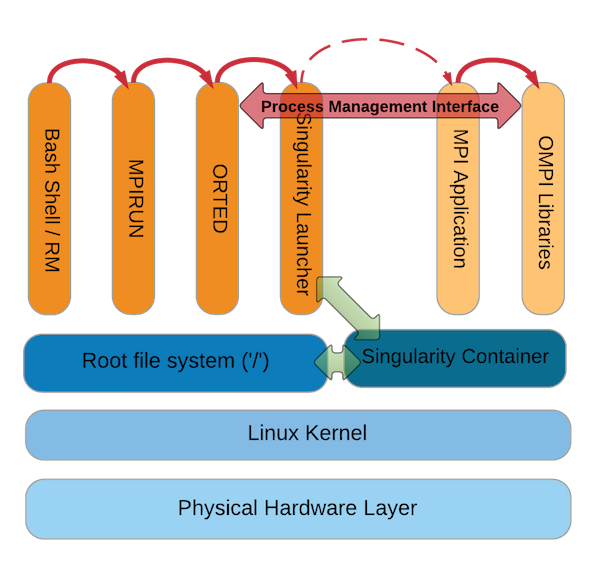 Process Management Interface
Bash Shell / RM
MPIRUN
ORTED
Singularity Launcher
MPI Application
OMPI Libraries
Root file system ('/')
Singularity Container
Linux Kernel
Physical Hardware Layer